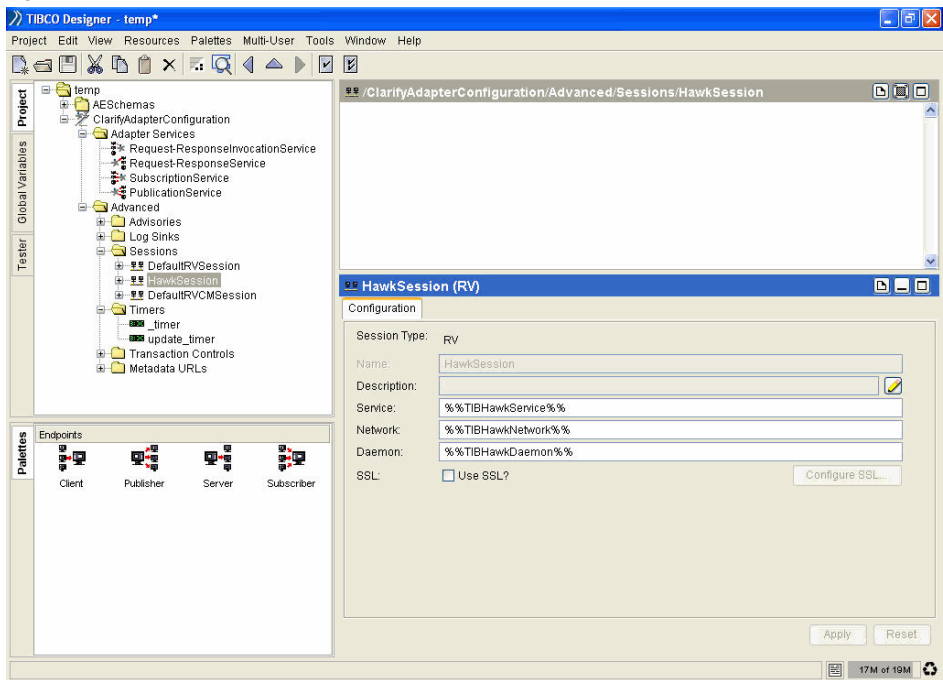 TIBCO Designer - temp*
Project Edit View Resources Palettes Multi-User Tools Window Help
Project
Global Variables
Tester
temp
AESchemas
ClarifyAdapterConfiguration
Adapter Services
Request-ResponseInvocationService
Request-ResponseService
SubscriptionService
PublicationService
Advanced
Advisories
Log Sinks
Sessions
DefaultRVSession
HawkSession
DefaultRVCMSession
Timers
_timer
update_timer
Transaction Controls
Metadata URLs
Palettes
Endpoints
Client Publisher Server Subscriber
/ClarifyAdapterConfiguration/Advanced/Sessions/HawkSession
HawkSession (RV)
Configuration
Session Type: RV
Name: HawkSession
Description:
Service: %%TIBHawkService%%
Network: %%TIBHawkNetwork%%
Daemon: %%TIBHawkDaemon%%
SSL: Use SSL? Configure SSL...
Apply Reset
17M of 19M